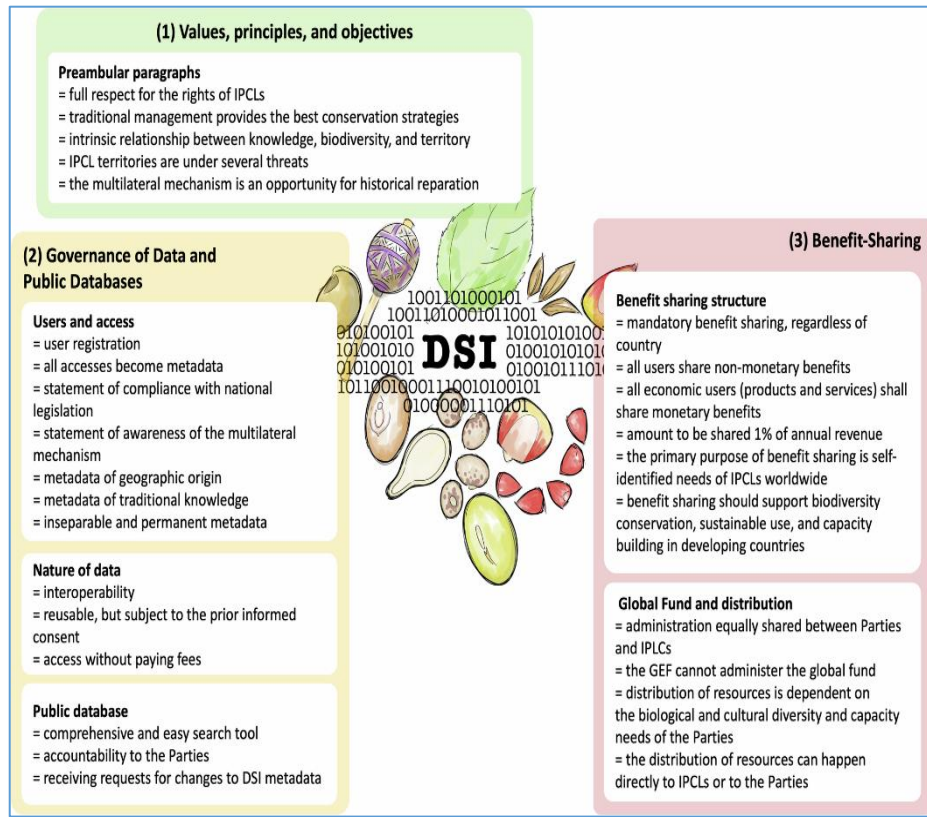 (1) Values, principles, and objectives
Preambular paragraphs
= full respect for the rights of IPCLs
= traditional management provides the best conservation strategies
= intrinsic relationship between knowledge, biodiversity, and territory
= IPCL territories are under several threats
= the multilateral mechanism is an opportunity for historical reparation
(2) Governance of Data and
Public Databases
Users and access
= user registration
= all accesses become metadata
= statement of compliance with national
legislation
= statement of awareness of the multilateral
mechanism
= metadata of geographic origin
= metadata of traditional knowledge
= inseparable and permanent metadata
Nature of data
= interoperability
= reusable, but subject to the prior informed
consent
= access without paying fees
Public database
= comprehensive and easy search tool
= accountability to the Parties
= receiving requests for changes to DSI metadata
1001101000101
10011010001011001
010100101
101001010
010100101
DSI
10101010100
01001010101
01001011101
10110010001110010100101
01000001110101
(3) Benefit-Sharing
Benefit sharing structure
= mandatory benefit sharing, regardless of
country
= all users share non-monetary benefits
= all economic users (products and services) shall
share monetary benefits
= amount to be shared 1% of annual revenue
= the primary purpose of benefit sharing is self-
identified needs of IPCLs worldwide
= benefit sharing should support biodiversity
conservation, sustainable use, and capacity
building in developing countries
Global Fund and distribution
= administration equally shared between Parties
and IPLCs
= the GEF cannot administer the global fund
= distribution of resources is dependent on
the biological and cultural diversity and capacity
needs of the Parties
= the distribution of resources can happen
directly to IPCLs or to the Parties